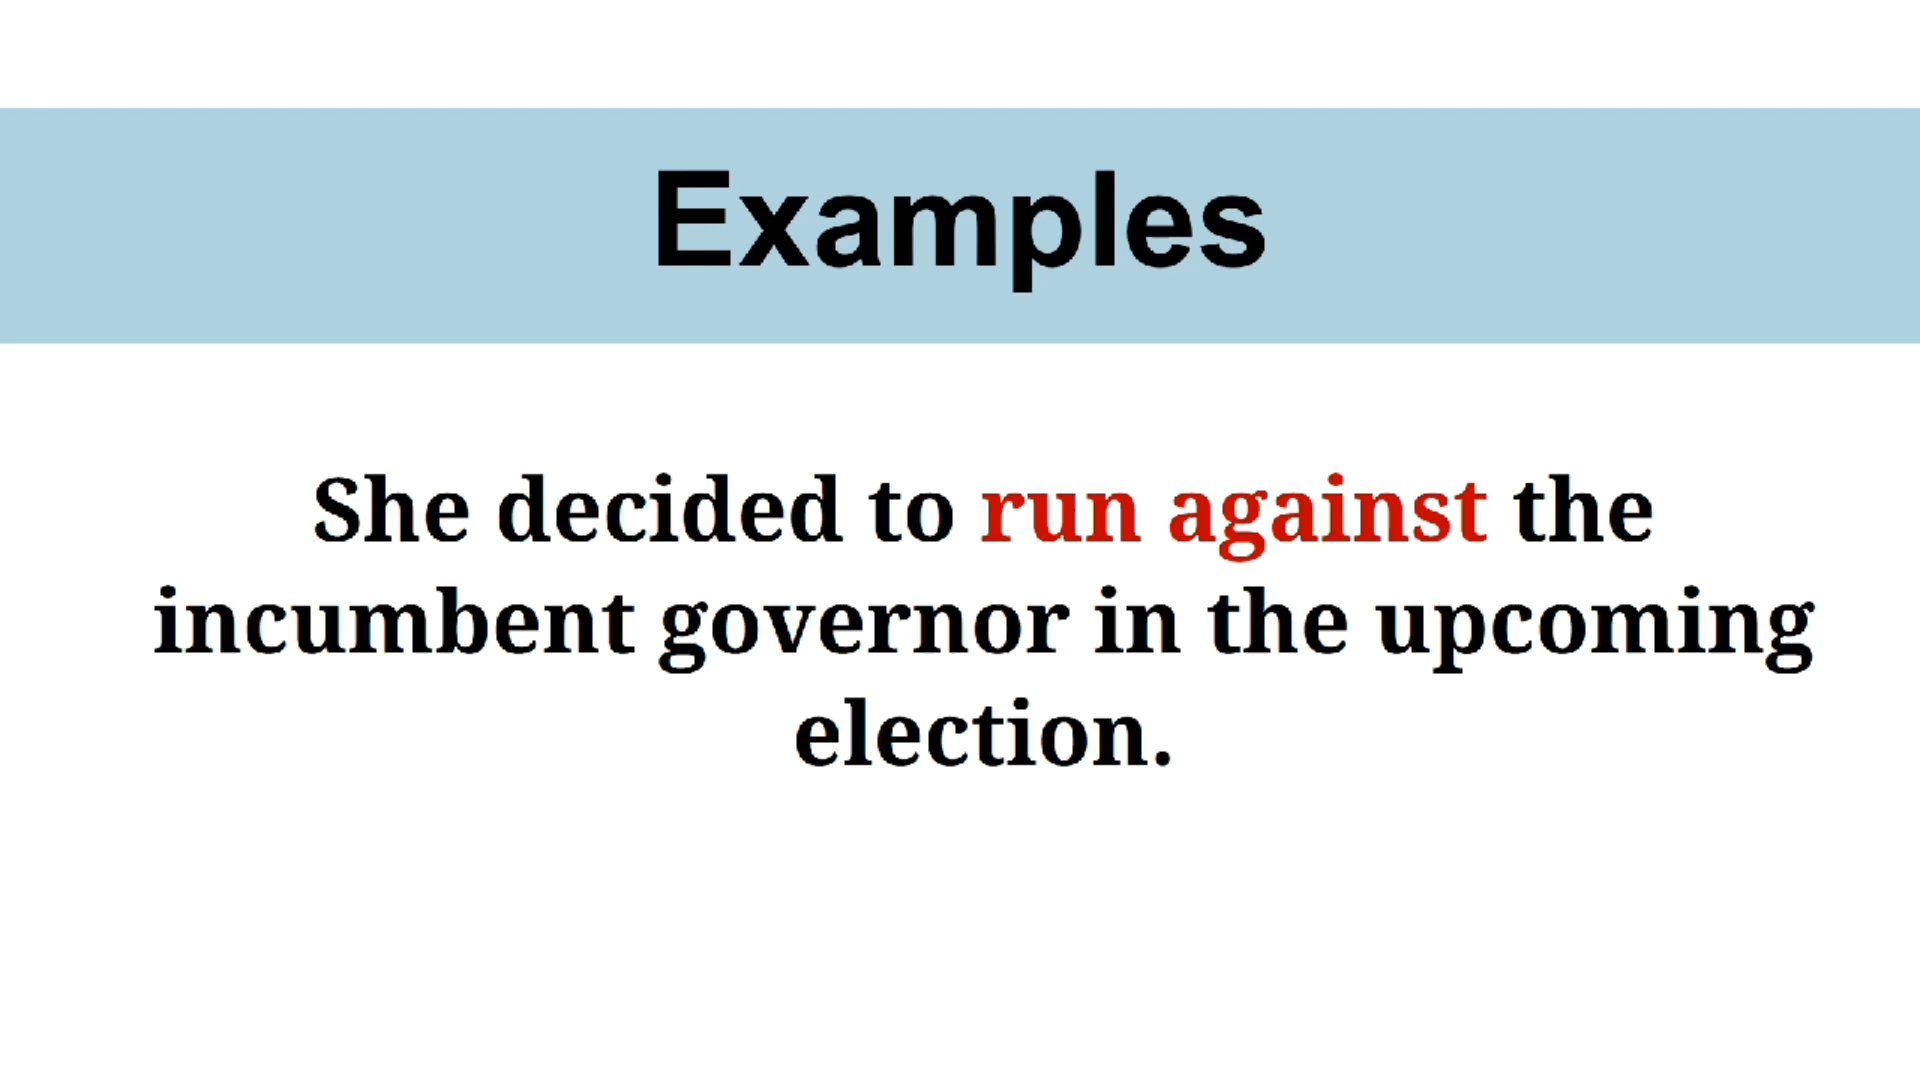 Examples
She decided to run against the
incumbent governor in the upcoming
election.